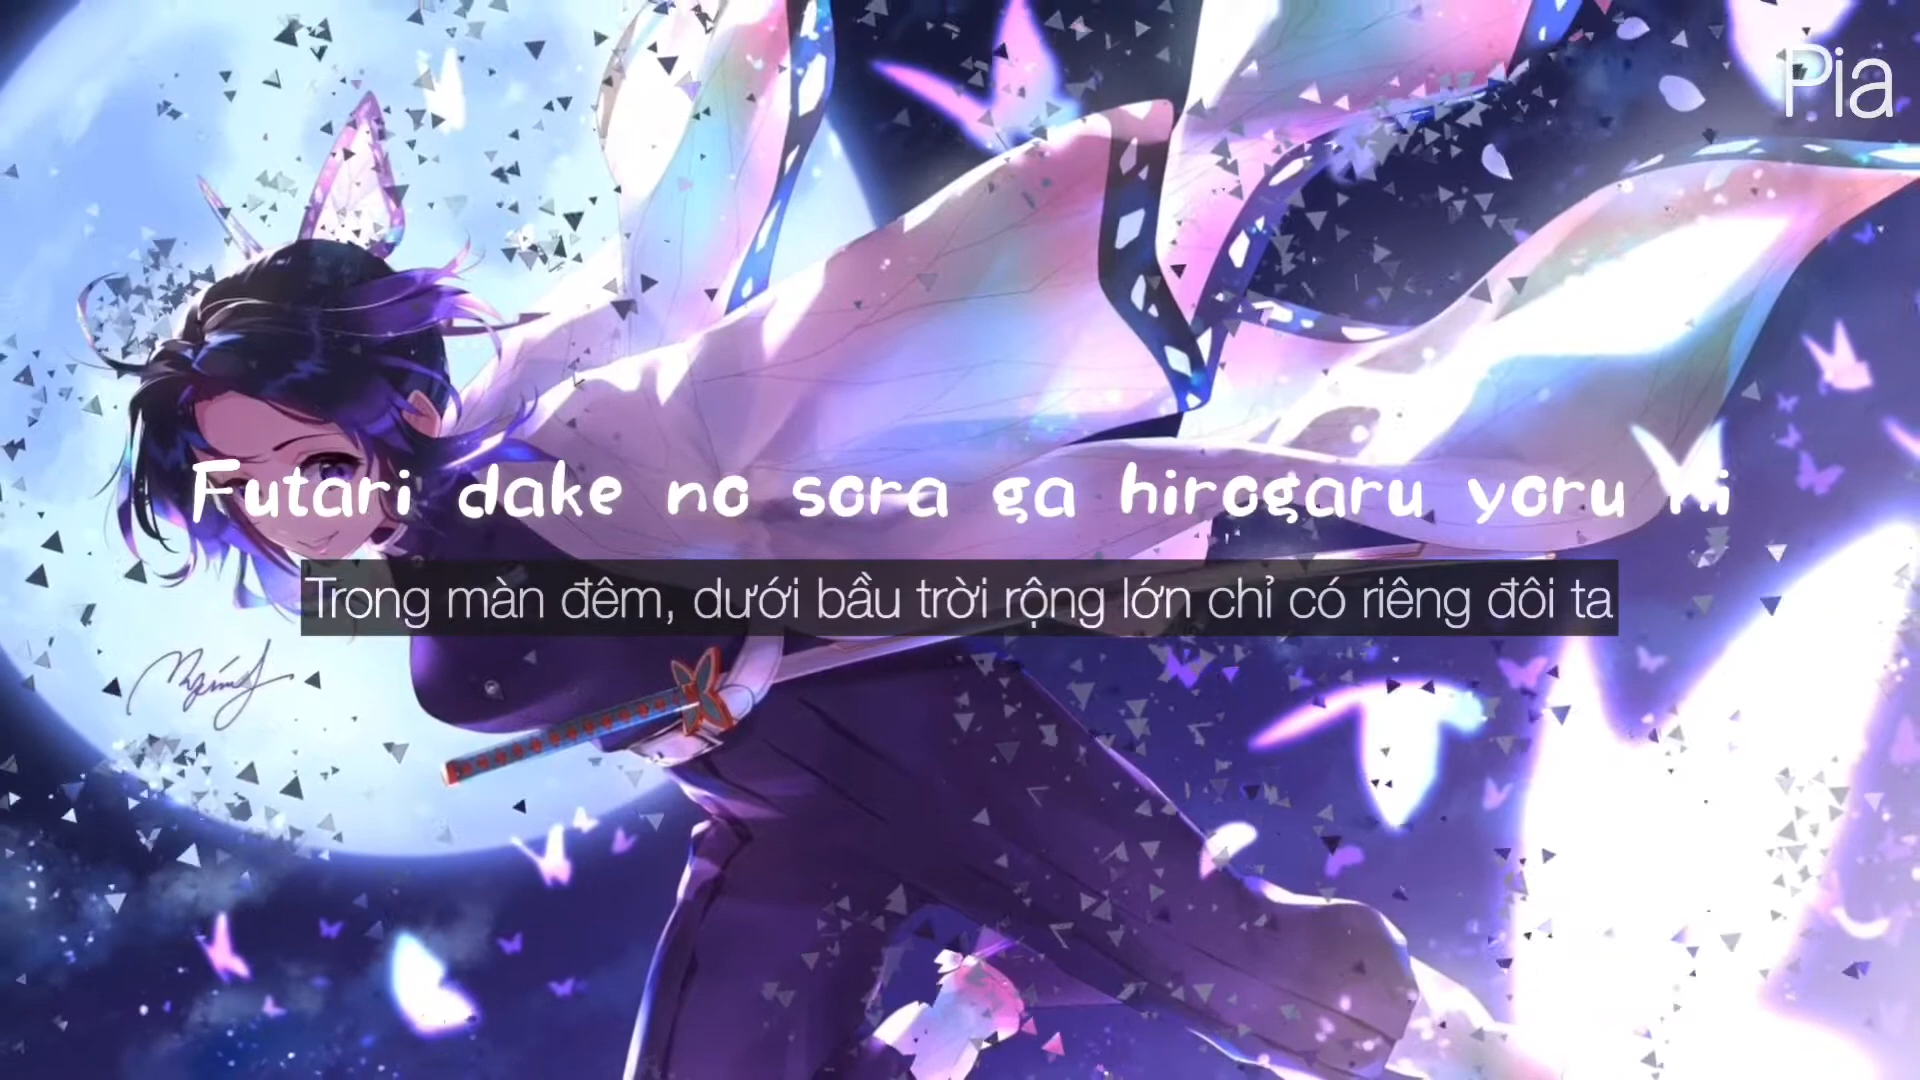 Pia
Futari dake no sora ga hirogaru yoru ni
Trong màn đêm, dưới bầu trời rộng lớn chỉ có riêng đôi ta